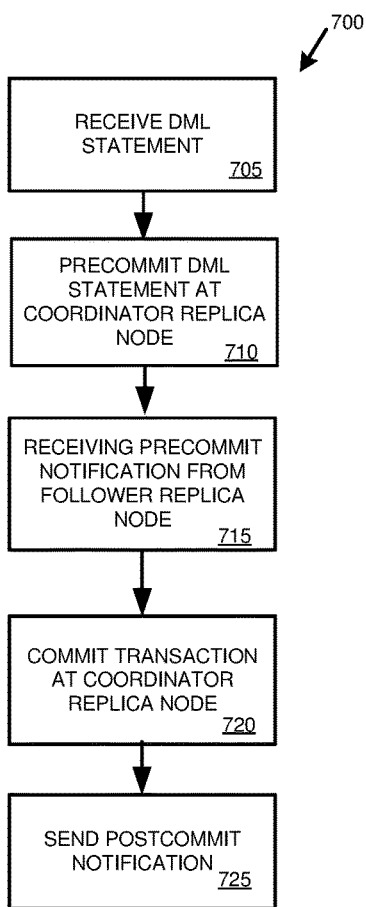 700
RECEIVE DML
STATEMENT
705
PRECOMMIT DML
STATEMENT AT
COORDINATOR REPLICA
NODE
710
RECEIVING PRECOMMIT
NOTIFICATION FROM
FOLLOWER REPLICA
NODE
715
COMMIT TRANSACTION
AT COORDINATOR
REPLICA NODE
720
SEND POSTCOMMIT
NOTIFICATION
725